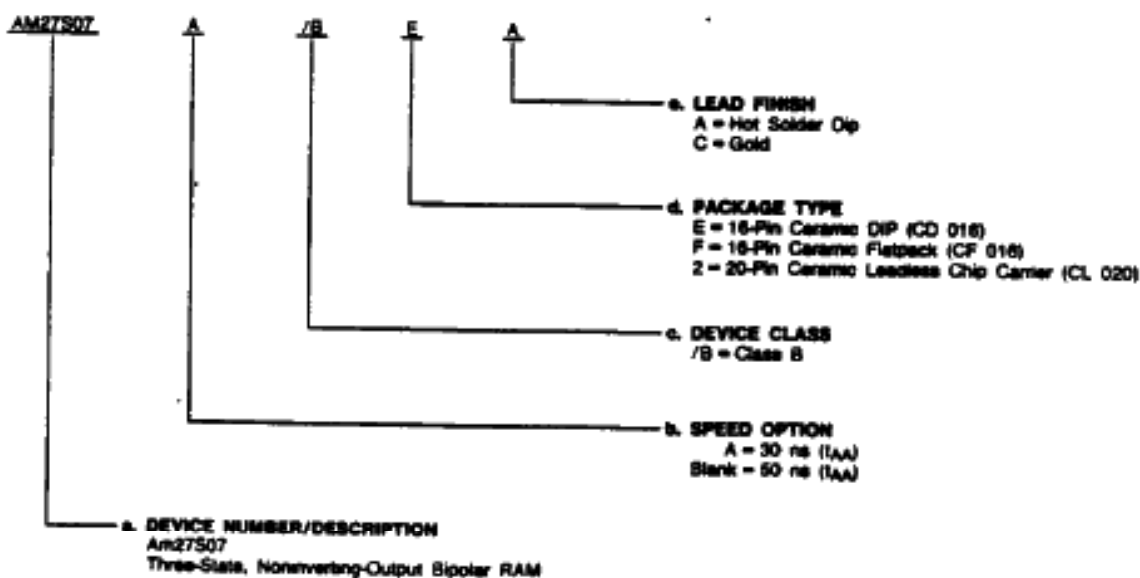 AM27S07 A /B E A
e. LEAD FINISH
A = Hot Solder Dip
C = Gold
d. PACKAGE TYPE
E = 16-Pin Ceramic DIP (CD 016)
F = 16-Pin Ceramic Flatpack (CF 016)
2 = 20-Pin Ceramic Leadless Chip Carrier (CL 020)
c. DEVICE CLASS
/B = Class B
b. SPEED OPTION
A = 30 ns (tAA)
Blank = 50 ns (tAA)
a. DEVICE NUMBER/DESCRIPTION
Am27S07
Three-State, Noninverting-Output Bipolar RAM